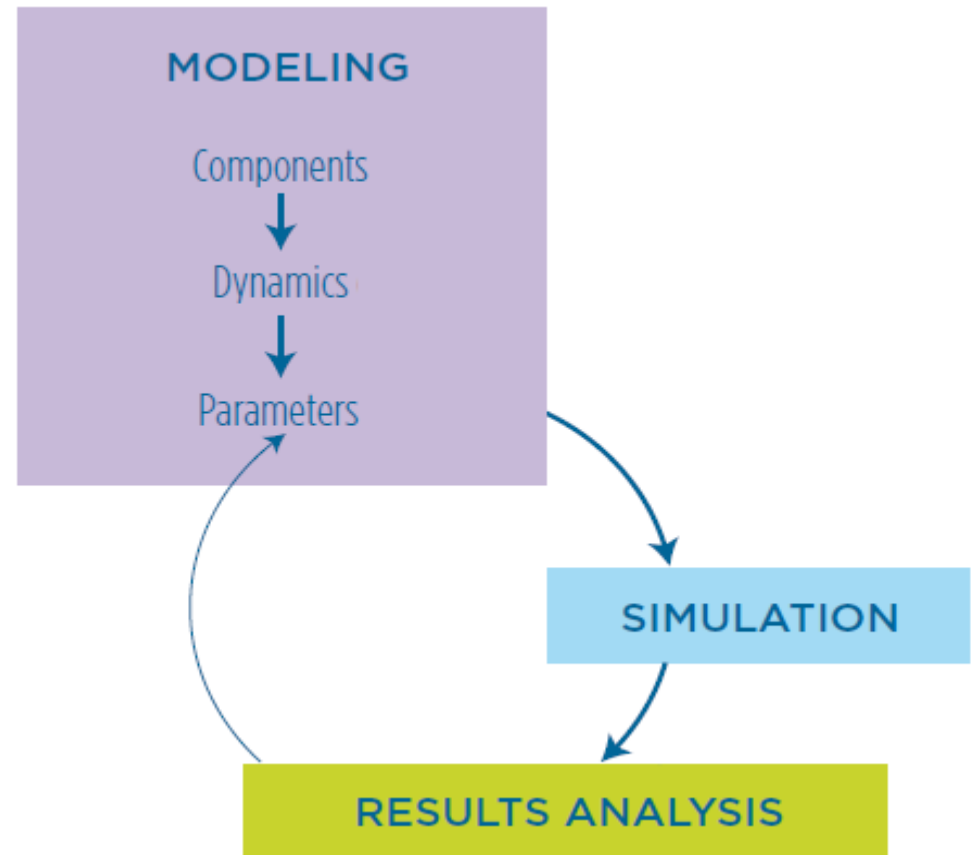 MODELING
Components
Dynamics
Parameters
SIMULATION
RESULTS ANALYSIS